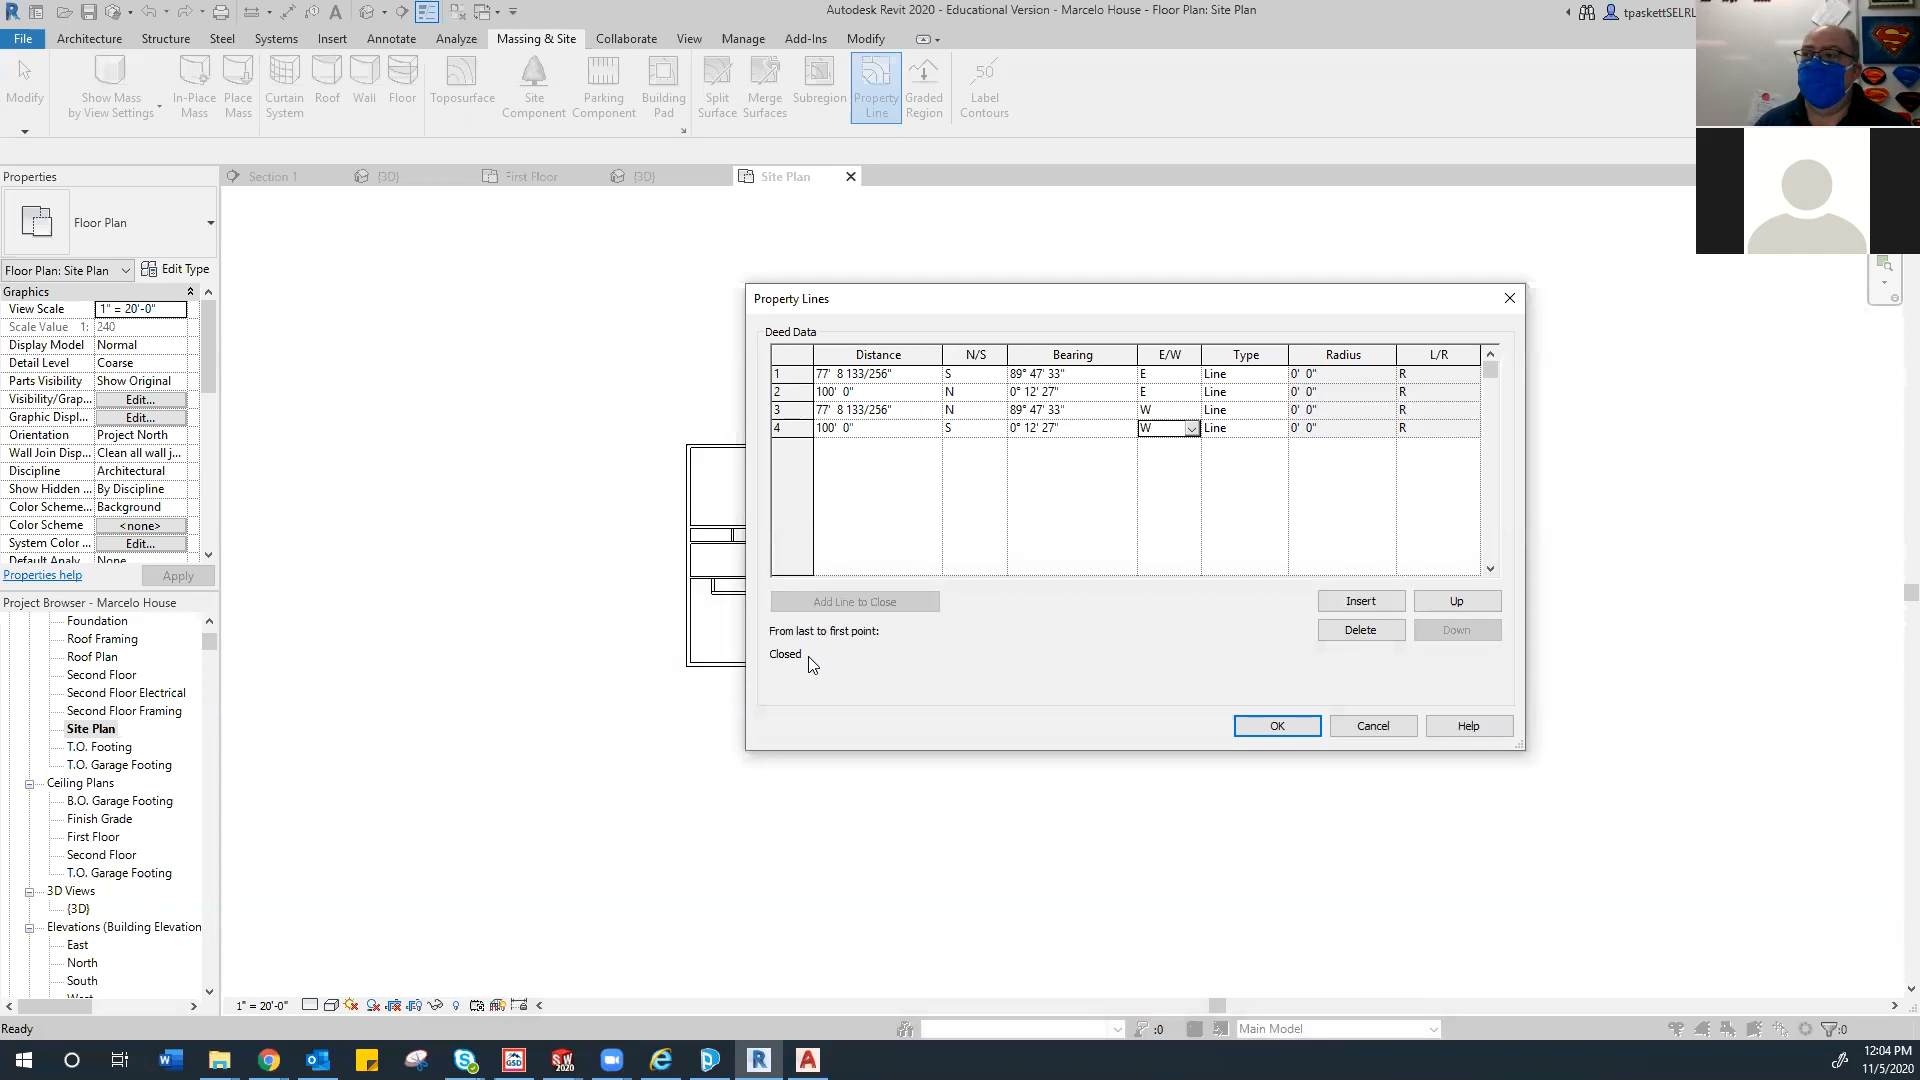 Autodesk Revit 2020 - Educational Version - Marcelo House - Floor Plan: Site Plan
tpaskettSELRL
File Architecture Structure Steel Systems Insert Annotate Analyze Massing & Site Collaborate View Manage Add-Ins Modify
Modify
Show Mass
by View Settings
In-Place
Mass
Place
Mass
Curtain
System
Roof
Wall
Floor
Toposurface
Site
Component
Parking
Component
Building
Pad
Split
Surface
Merge
Surfaces
Subregion
Property
Line
Graded
Region
50
Label
Contours
Section 1
{3D}
First Floor
{3D}
Site Plan
Properties
Floor Plan
Floor Plan: Site Plan Edit Type
Graphics
View Scale 1" = 20'-0"
Scale Value 1: 240
Display Model Normal
Detail Level Coarse
Parts Visibility Show Original
Visibility/Grap... Edit...
Graphic Displ... Edit...
Orientation Project North
Wall Join Disp... Clean all wall j...
Discipline Architectural
Show Hidden ... By Discipline
Color Scheme... Background
Color Scheme <none>
System Color ... Edit...
Default Analy None
Properties help Apply
Project Browser - Marcelo House
Foundation
Roof Framing
Roof Plan
Second Floor
Second Floor Electrical
Second Floor Framing
Site Plan
T.O. Footing
T.O. Garage Footing
Ceiling Plans
B.O. Garage Footing
Finish Grade
First Floor
Second Floor
T.O. Garage Footing
3D Views
{3D}
Elevations (Building Elevation
East
North
South
West
Property Lines
Deed Data
Distance N/S Bearing E/W Type Radius L/R
1 77' 8 133/256" S 89° 47' 33" E Line 0' 0" R
2 100' 0" N 0° 12' 27" E Line 0' 0" R
3 77' 8 133/256" N 89° 47' 33" W Line 0' 0" R
4 100' 0" S 0° 12' 27" W Line 0' 0" R
Add Line to Close
From last to first point:
Closed
Insert Up
Delete Down
OK Cancel Help
1" = 20'-0"
Ready
:0
Main Model
:0
GSD
SW
2020
12:04 PM
11/5/2020